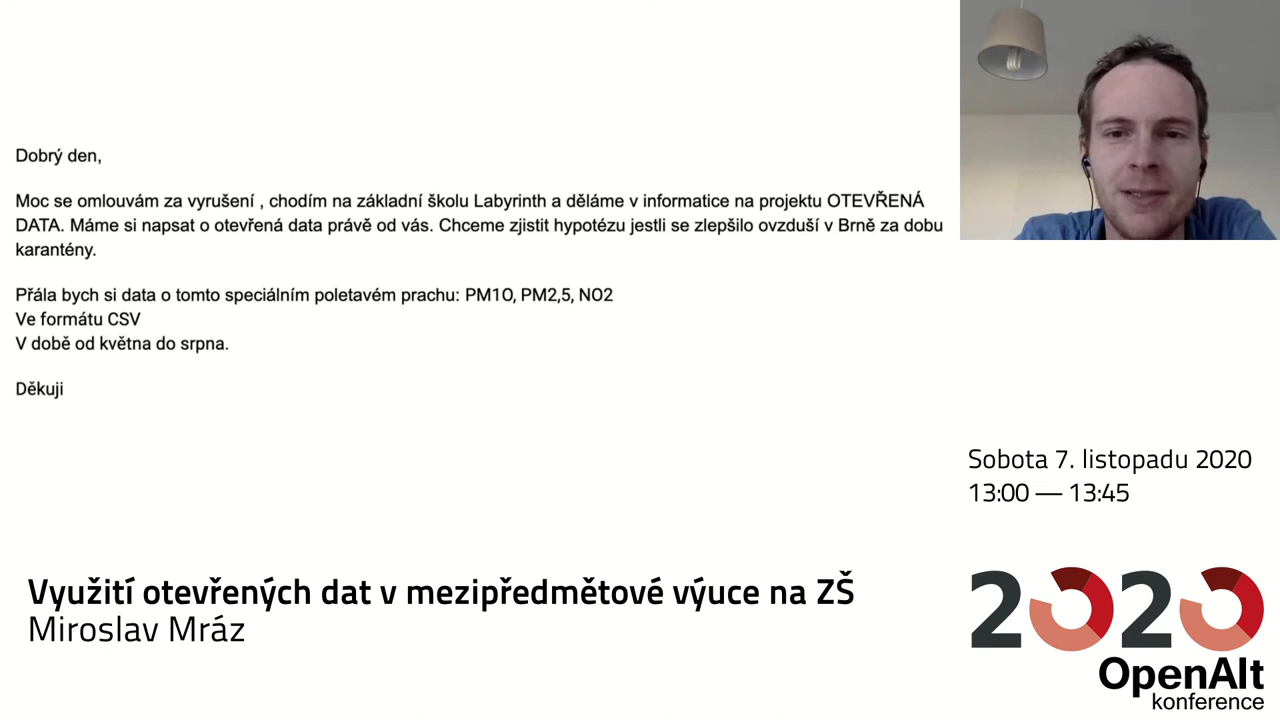 Dobrý den,
Moc se omlouvám za vyrušení , chodím na základní školu Labyrinth a děláme v informatice na projektu OTEVŘENÁ
DATA. Máme si napsat o otevřená data právě od vás. Chceme zjistit hypotézu jestli se zlepšilo ovzduší v Brně za dobu
karantény.
Přála bych si data o tomto speciálním poletavém prachu: PM1O, PM2,5, NO2
Ve formátu CSV
V době od května do srpna.
Děkuji
Sobota 7. listopadu 2020
13:00 — 13:45
Využití otevřených dat v mezipředmětové výuce na ZŠ
Miroslav Mráz
2020
OpenAlt
konference